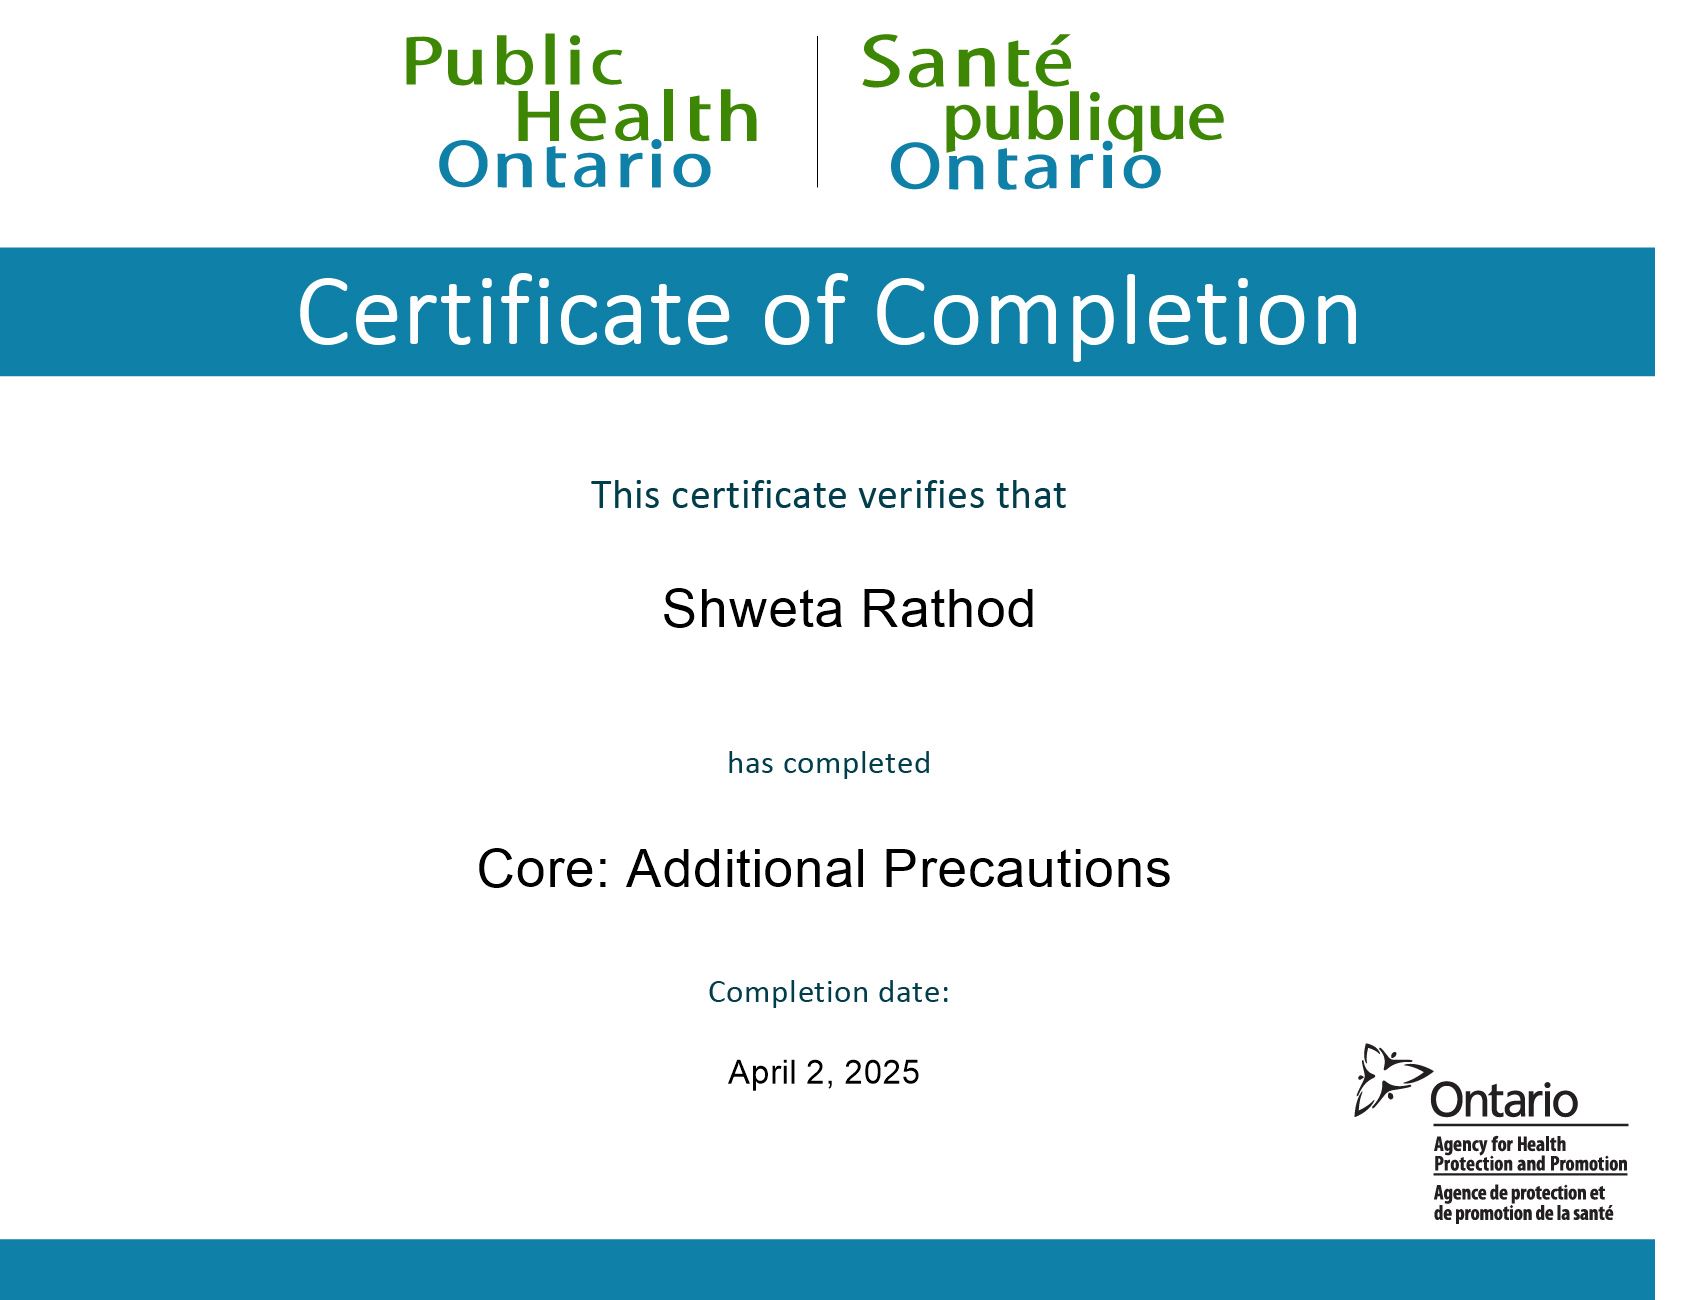 Public
Health
Ontario
Santé
publique
Ontario
Certificate of Completion
This certificate verifies that
Shweta Rathod
has completed
Core: Additional Precautions
Completion date:
April 2, 2025
Ontario
Agency for Health
Protection and Promotion
Agence de protection et
de promotion de la santé